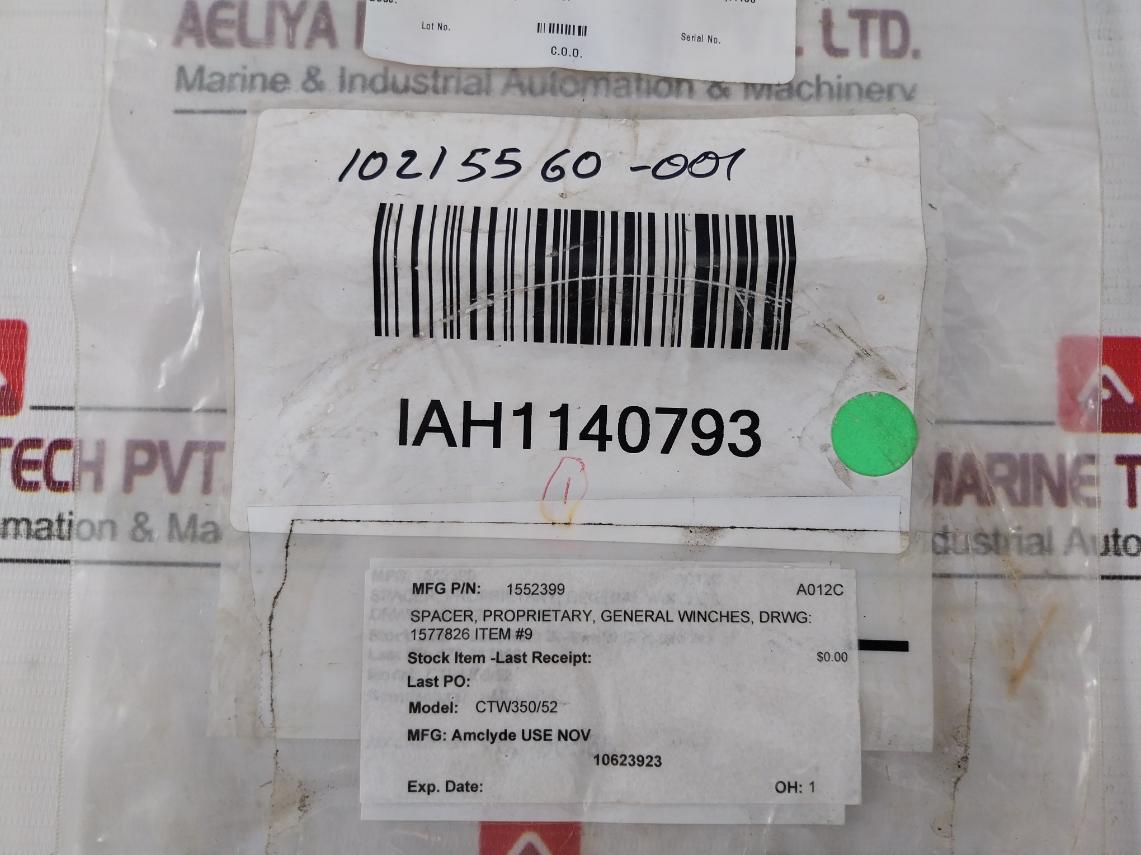 Lot No.
Serial No.
C.O.O.
AELIYA
LTD.
Marine & Industrial Automation & Machinery
10215560-001
IAH1140793
1
TECH PVT.
MARINE T
mation & Ma
dustrial Auto
MFG P/N: 1552399 A012C
SPACER, PROPRIETARY, GENERAL WINCHES, DRWG:
1577826 ITEM #9
Stock Item -Last Receipt: $0.00
Last PO:
Model: CTW350/52
MFG: Amclyde USE NOV
10623923
Exp. Date: OH: 1